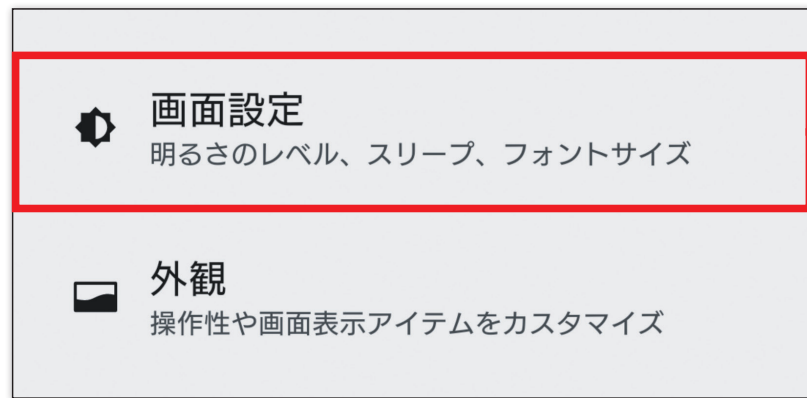 画面設定
明るさのレベル、スリープ、フォントサイズ
外観
操作性や画面表示アイテムをカスタマイズ